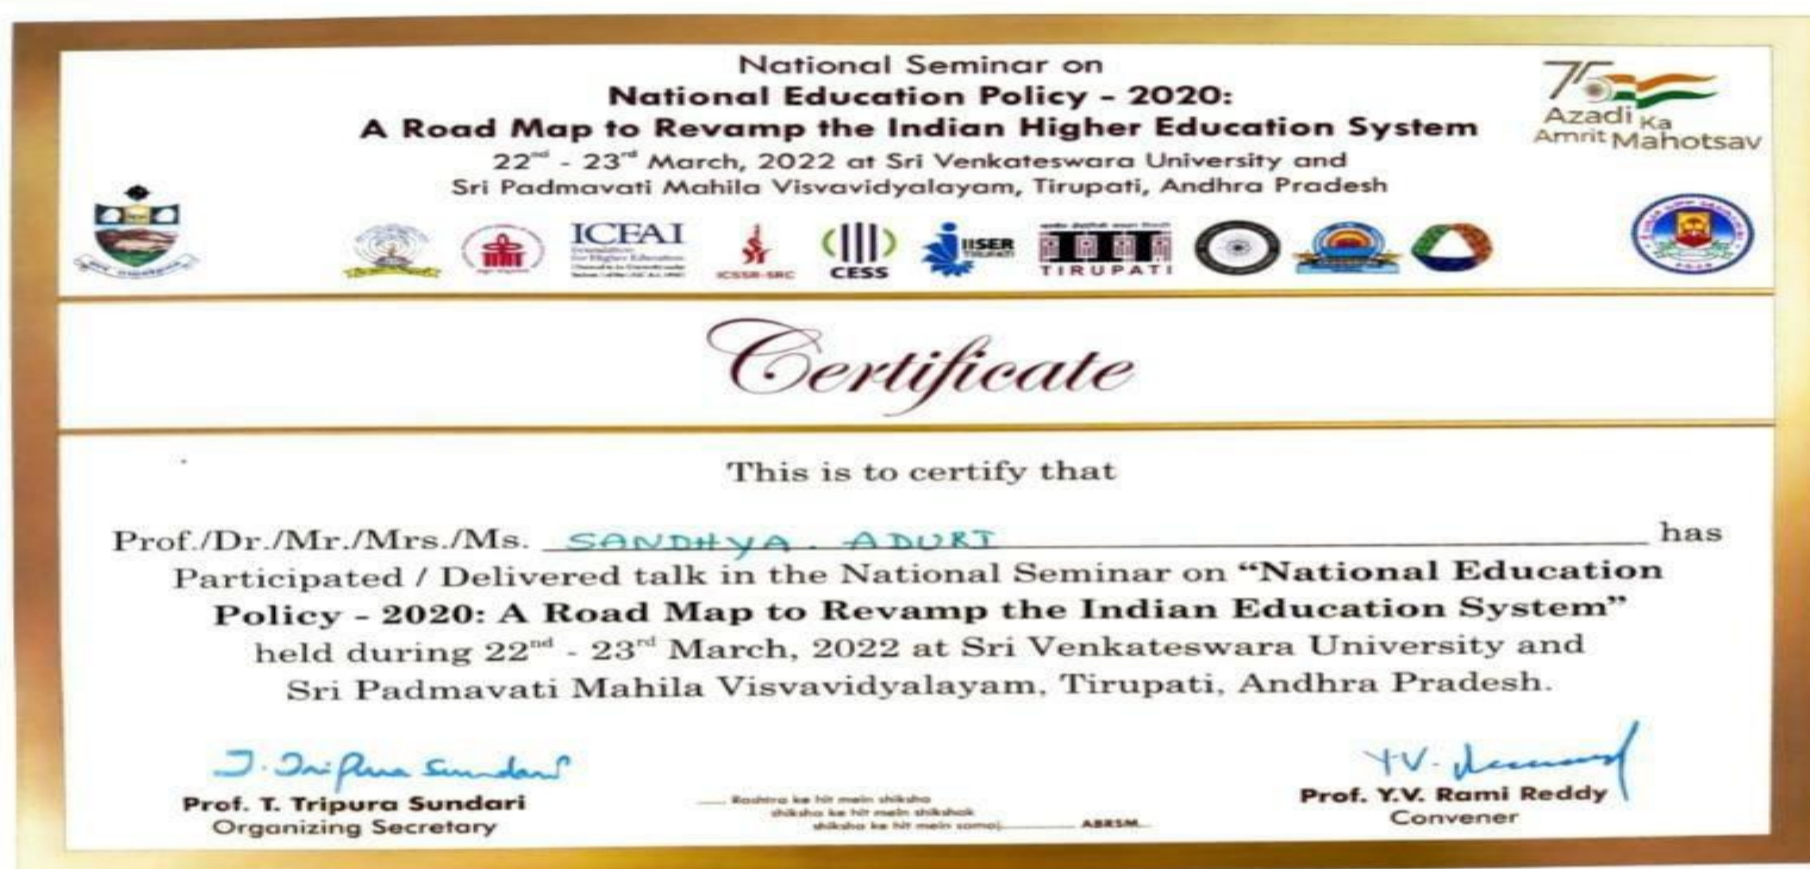 National Seminar on
National Education Policy - 2020:
A Road Map to Revamp the Indian Higher Education System
22nd - 23rd March, 2022 at Sri Venkateswara University and
Sri Padmavati Mahila Visvavidyalayam, Tirupati, Andhra Pradesh
75
Azadi Ka
Amrit Mahotsav
ICFAI
Foundation
for Higher Education
ICSSR-SRC
CESS
IISER
TIRUPATI
TIRUPATI
Certificate
This is to certify that
Prof./Dr./Mr./Mrs./Ms. SANDHYA. ADURI has
Participated / Delivered talk in the National Seminar on “National Education
Policy - 2020: A Road Map to Revamp the Indian Education System”
held during 22nd - 23rd March, 2022 at Sri Venkateswara University and
Sri Padmavati Mahila Visvavidyalayam, Tirupati, Andhra Pradesh.
T. Tripura Sundari
Prof. T. Tripura Sundari
Organizing Secretary
Rashtra ke hit mein shiksha
shiksha ke hit mein shikshak
shiksha ke hit mein samaj ABRSM
Y.V.
Prof. Y.V. Rami Reddy
Convener